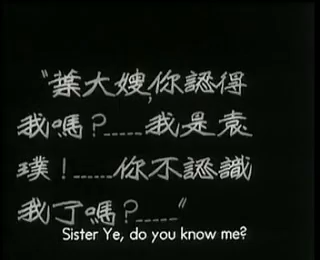 "葉大嫂,你認得
我嗎?......我是袁
璞!......你不認識
我了嗎?....."
Sister Ye, do you know me?